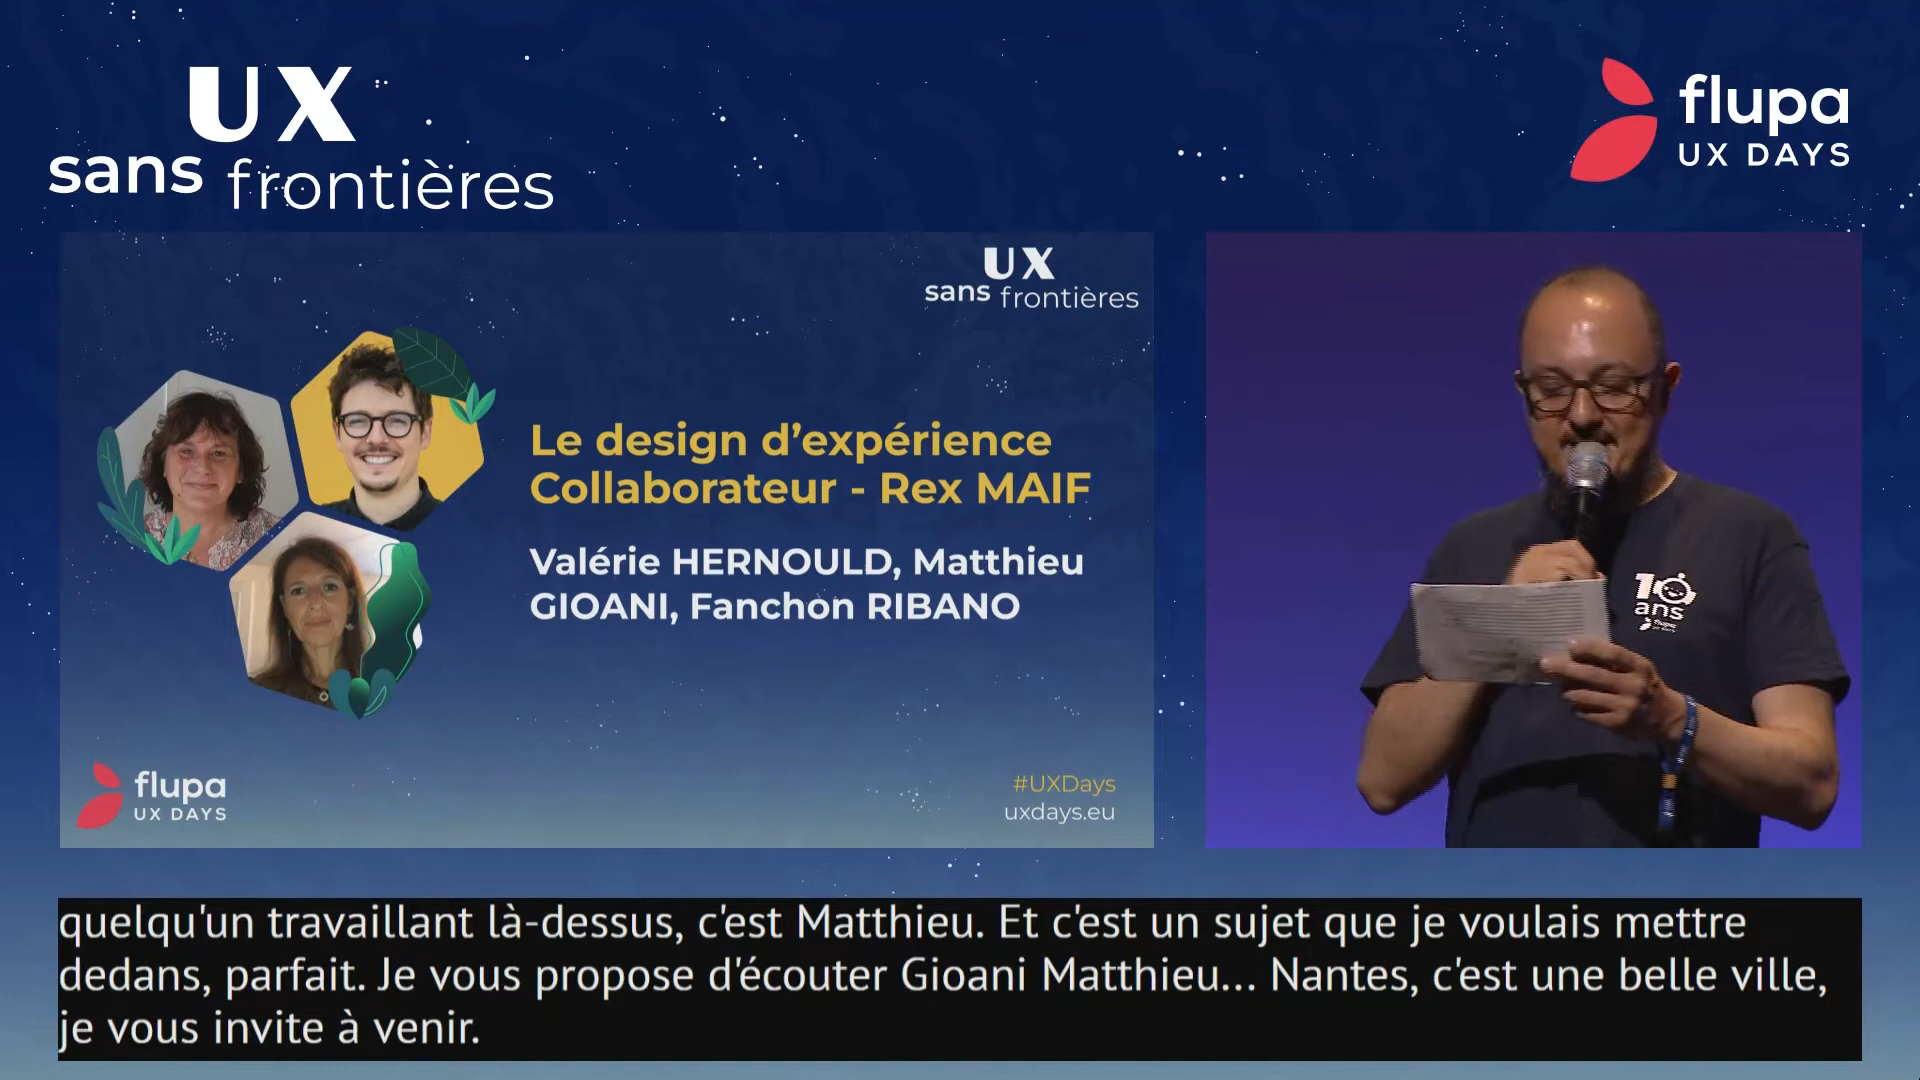 UX
sans frontières
flupa
UX DAYS
UX
sans frontières
Le design d’expérience
Collaborateur - Rex MAIF
Valérie HERNOULD, Matthieu
GIOANI, Fanchon RIBANO
flupa
UX DAYS
#UXDays
uxdays.eu
10
ans
quelqu'un travaillant là-dessus, c'est Matthieu. Et c'est un sujet que je voulais mettre
dedans, parfait. Je vous propose d'écouter Gioani Matthieu... Nantes, c'est une belle ville,
je vous invite à venir.